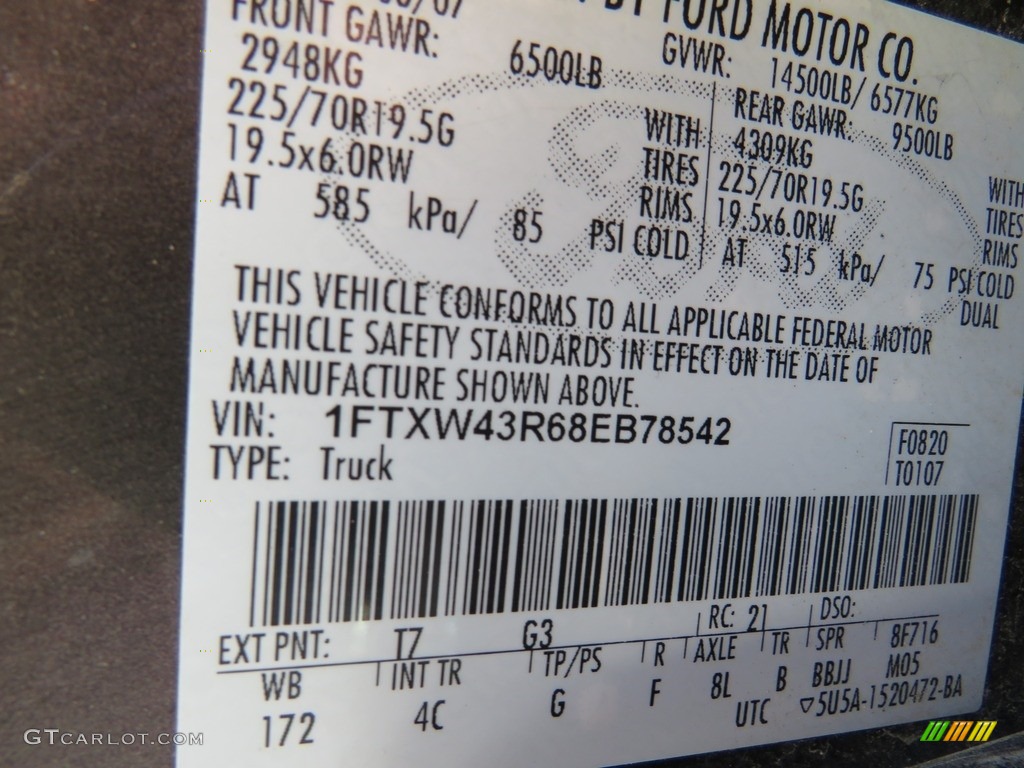 FORD MOTOR CO.
FRONT GAWR: 6500LB GVWR: 14500LB/ 6577KG
2948KG WITH REAR GAWR: 9500LB
225/70R19.5G TIRES 4309KG WITH
19.5x6.0RW RIMS 225/70R19.5G TIRES
AT 585 kPa/ 85 PSI COLD 19.5x6.0RW RIMS
AT 515 kPa/ 75 PSI COLD
DUAL
THIS VEHICLE CONFORMS TO ALL APPLICABLE FEDERAL MOTOR
VEHICLE SAFETY STANDARDS IN EFFECT ON THE DATE OF
MANUFACTURE SHOWN ABOVE.
VIN: 1FTXW43R68EB78542
F0820
TYPE: Truck
T0107
RC: 21 DSO:
EXT PNT: T7 G3 8F716
WB INT TR TP/PS R AXLE TR SPR
172 4C G F 8L B BBJJ M05
UTC ▽5U5A-1520472-BA
GTCARLOT.COM